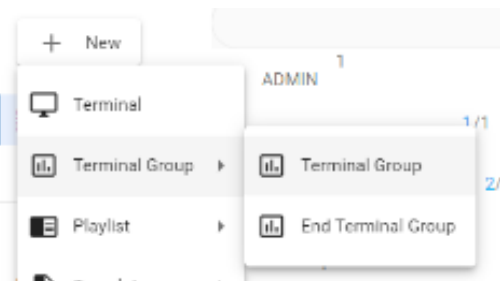 New
1
ADMIN
Terminal
1/1
Terminal Group
Terminal Group
2/
Playlist
End Terminal Group